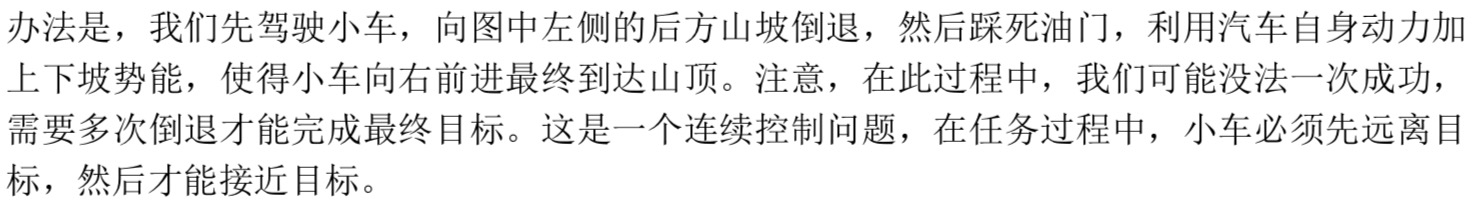 办法是，我们先驾驶小车，向图中左侧的后方山坡倒退，然后踩死油门，利用汽车自身动力加
上下坡势能，使得小车向右前进最终到达山顶。注意，在此过程中，我们可能没法一次成功，
需要多次倒退才能完成最终目标。这是一个连续控制问题，在任务过程中，小车必须先远离目
标，然后才能接近目标。